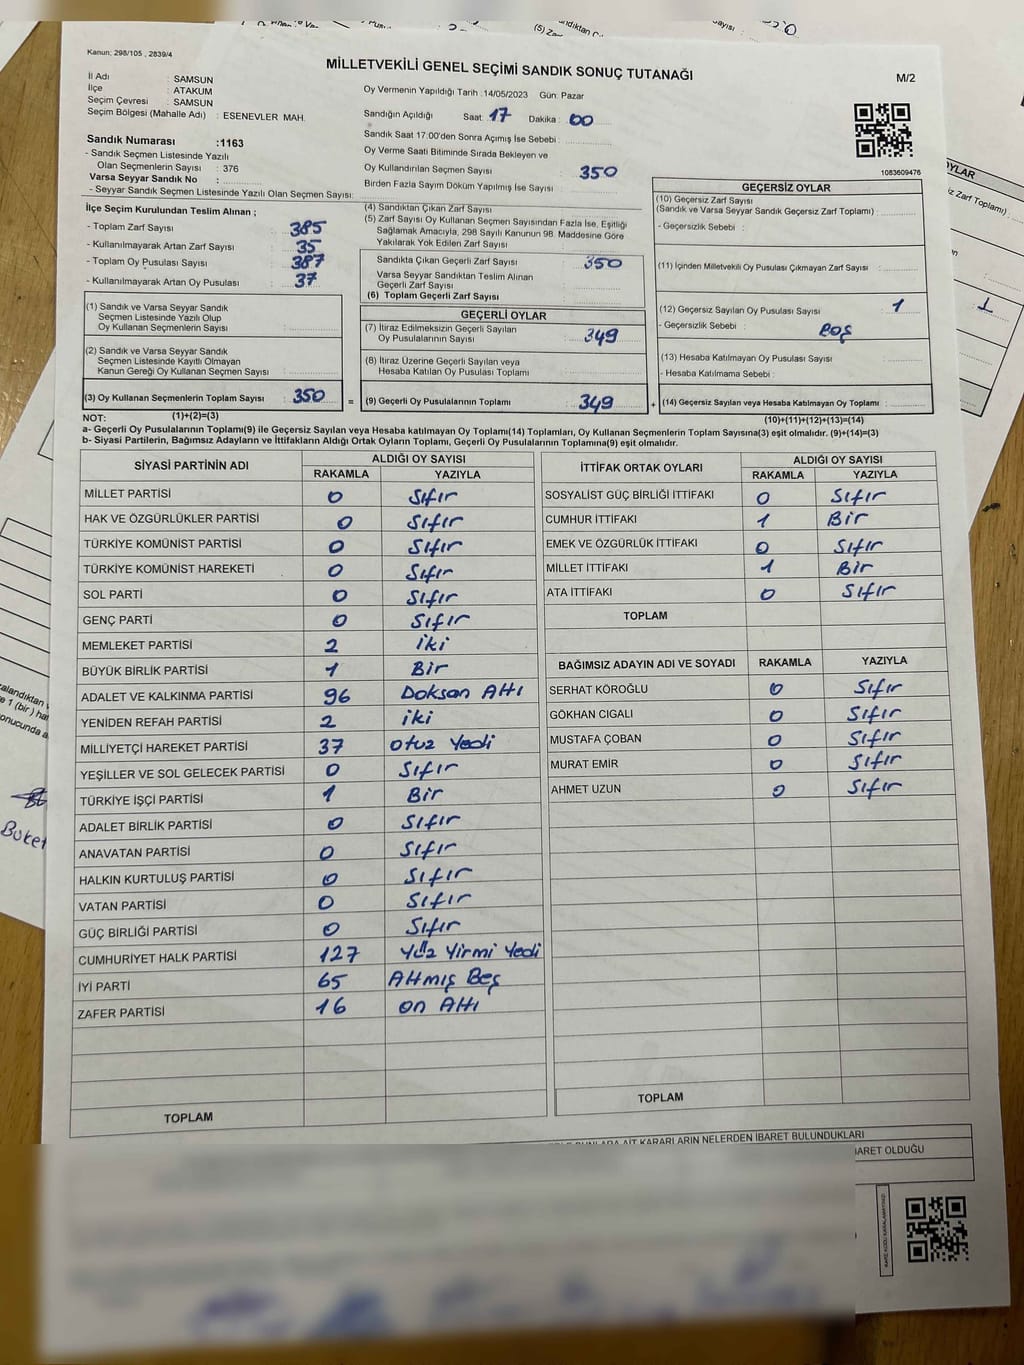 Kanun: 298/105 , 2839/4
MİLLETVEKİLİ GENEL SEÇİMİ SANDIK SONUÇ TUTANAĞI
M/2
İl Adı : SAMSUN
İlçe : ATAKUM
Seçim Çevresi : SAMSUN
Seçim Bölgesi (Mahalle Adı) : ESENEVLER MAH.
Oy Vermenin Yapıldığı Tarih :14/05/2023 Gün: Pazar
Sandığın Açıldığı Saat: 17 Dakika : 00
Sandık Saat 17:00'den Sonra Açımış İse Sebebi :
Oy Verme Saati Bitiminde Sırada Bekleyen ve
Oy Kullandırılan Seçmen Sayısı 350
Birden Fazla Sayım Döküm Yapılmış İse Sayısı
1083609476
Sandık Numarası :1163
- Sandık Seçmen Listesinde Yazılı
Olan Seçmenlerin Sayısı : 376
Varsa Seyyar Sandık No :
- Seyyar Sandık Seçmen Listesinde Yazılı Olan Seçmen Sayısı:
İlçe Seçim Kurulundan Teslim Alınan ;
- Toplam Zarf Sayısı : 385
- Kullanılmayarak Artan Zarf Sayısı : 35
- Toplam Oy Pusulası Sayısı : 387
- Kullanılmayarak Artan Oy Pusulası : 37
(1) Sandık ve Varsa Seyyar Sandık
Seçmen Listesinde Yazılı Olup
Oy Kullanan Seçmenlerin Sayısı :
(2) Sandık ve Varsa Seyyar Sandık
Seçmen Listesinde Kayıtlı Olmayan
Kanun Gereği Oy Kullanan Seçmen Sayısı :
(3) Oy Kullanan Seçmenlerin Toplam Sayısı : 350 =
(1)+(2)=(3)
(4) Sandıktan Çıkan Zarf Sayısı
(5) Zarf Sayısı Oy Kullanan Seçmen Sayısından Fazla İse, Eşitliği
Sağlamak Amacıyla, 298 Sayılı Kanunun 98. Maddesine Göre
Yakılarak Yok Edilen Zarf Sayısı
Sandıkta Çıkan Geçerli Zarf Sayısı : 350
Varsa Seyyar Sandıktan Teslim Alınan
Geçerli Zarf Sayısı :
(6) Toplam Geçerli Zarf Sayısı :
GEÇERLİ OYLAR
(7) İtiraz Edilmeksizin Geçerli Sayılan
Oy Pusulalarının Sayısı : 349
(8) İtiraz Üzerine Geçerli Sayılan veya
Hesaba Katılan Oy Pusulası Toplamı :
(9) Geçerli Oy Pusulalarının Toplamı : 349 +
GEÇERSİZ OYLAR
(10) Geçersiz Zarf Sayısı
(Sandık ve Varsa Seyyar Sandık Geçersiz Zarf Toplamı) :
- Geçersizlik Sebebi :
(11) İçinden Milletvekili Oy Pusulası Çıkmayan Zarf Sayısı :
(12) Geçersiz Sayılan Oy Pusulası Sayısı : 1
- Geçersizlik Sebebi : BOŞ
(13) Hesaba Katılmayan Oy Pusulası Sayısı :
- Hesaba Katılmama Sebebi :
(14) Geçersiz Sayılan veya Hesaba Katılmayan Oy Toplamı :
(10)+(11)+(12)+(13)=(14)
NOT:
a- Geçerli Oy Pusulalarının Toplamı(9) ile Geçersiz Sayılan veya Hesaba katılmayan Oy Toplamı(14) Toplamları, Oy Kullanan Seçmenlerin Toplam Sayısına(3) eşit olmalıdır. (9)+(14)=(3)
b- Siyasi Partilerin, Bağımsız Adayların ve İttifakların Aldığı Ortak Oyların Toplamı, Geçerli Oy Pusulalarının Toplamına(9) eşit olmalıdır.
SİYASİ PARTİNİN ADI ALDIĞI OY SAYISI
RAKAMLA YAZIYLA
MİLLET PARTİSİ 0 Sıfır
HAK VE ÖZGÜRLÜKLER PARTİSİ 0 Sıfır
TÜRKİYE KOMÜNİST PARTİSİ 0 Sıfır
TÜRKİYE KOMÜNİST HAREKETİ 0 Sıfır
SOL PARTİ 0 Sıfır
GENÇ PARTİ 0 Sıfır
MEMLEKET PARTİSİ 2 iki
BÜYÜK BİRLİK PARTİSİ 1 Bir
ADALET VE KALKINMA PARTİSİ 96 Doksan Altı
YENİDEN REFAH PARTİSİ 2 iki
MİLLİYETÇİ HAREKET PARTİSİ 37 otuz Yedi
YEŞİLLER VE SOL GELECEK PARTİSİ 0 Sıfır
TÜRKİYE İŞÇİ PARTİSİ 1 Bir
ADALET BİRLİK PARTİSİ 0 Sıfır
ANAVATAN PARTİSİ 0 Sıfır
HALKIN KURTULUŞ PARTİSİ 0 Sıfır
VATAN PARTİSİ 0 Sıfır
GÜÇ BİRLİĞİ PARTİSİ 0 Sıfır
CUMHURİYET HALK PARTİSİ 127 Yüz Yirmi Yedi
İYİ PARTİ 65 Altmış Beş
ZAFER PARTİSİ 16 on Altı
TOPLAM
İTTİFAK ORTAK OYLARI ALDIĞI OY SAYISI
RAKAMLA YAZIYLA
SOSYALİST GÜÇ BİRLİĞİ İTTİFAKI 0 Sıfır
CUMHUR İTTİFAKI 1 Bir
EMEK VE ÖZGÜRLÜK İTTİFAKI 0 Sıfır
MİLLET İTTİFAKI 1 Bir
ATA İTTİFAKI 0 Sıfır
TOPLAM
BAĞIMSIZ ADAYIN ADI VE SOYADI RAKAMLA YAZIYLA
SERHAT KÖROĞLU 0 Sıfır
GÖKHAN CIGALI 0 Sıfır
MUSTAFA ÇOBAN 0 Sıfır
MURAT EMİR 0 Sıfır
AHMET UZUN 0 Sıfır
TOPLAM
KARARLARIN NELERDEN İBARET BULUNDUKLARI
OLDUĞU
Buket